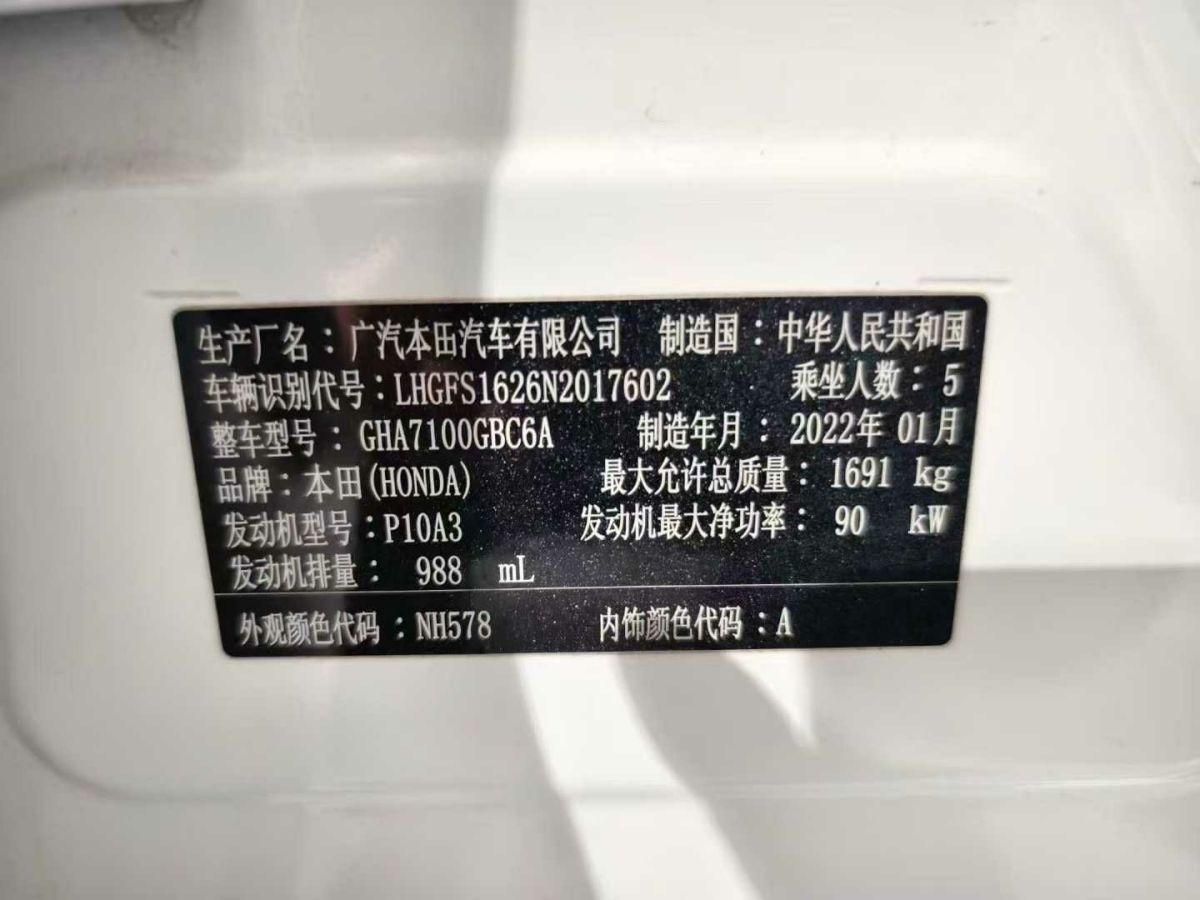 生产厂名：广汽本田汽车有限公司 制造国：中华人民共和国
车辆识别代号：LHGFS1626N2017602 乘坐人数：5
整车型号：GHA7100GBC6A 制造年月：2022年01月
品牌：本田(HONDA) 最大允许总质量：1691 kg
发动机型号：P10A3 发动机最大净功率：90 kW
发动机排量：988 mL
外观颜色代码：NH578 内饰颜色代码：A